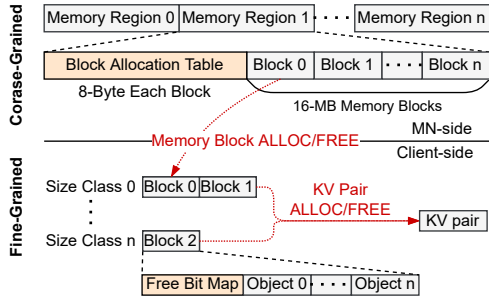 Corase-Grained
Memory Region 0 Memory Region 1 Memory Region n
Block Allocation Table Block 0 Block 1 Block n
8-Byte Each Block
16-MB Memory Blocks
MN-side
Memory Block ALLOC/FREE
Client-side
Fine-Grained
Size Class 0 Block 0 Block 1
KV Pair
ALLOC/FREE
KV pair
Size Class n Block 2
Free Bit Map Object 0 Object n